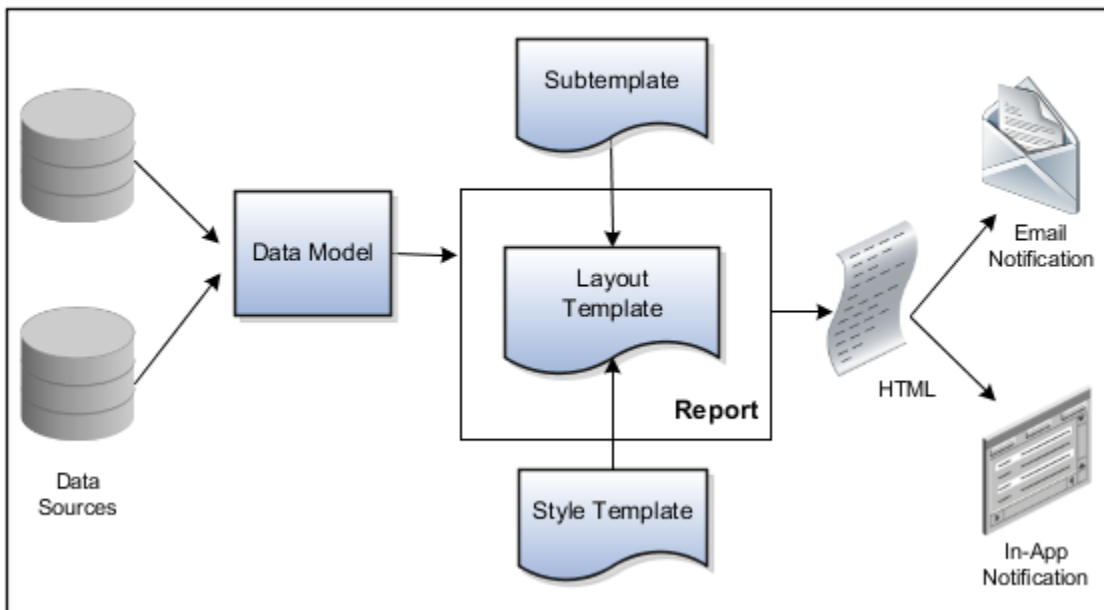 Subtemplate
Data Model
Layout
Template
Report
Style Template
Data
Sources
HTML
Email
Notification
In-App
Notification